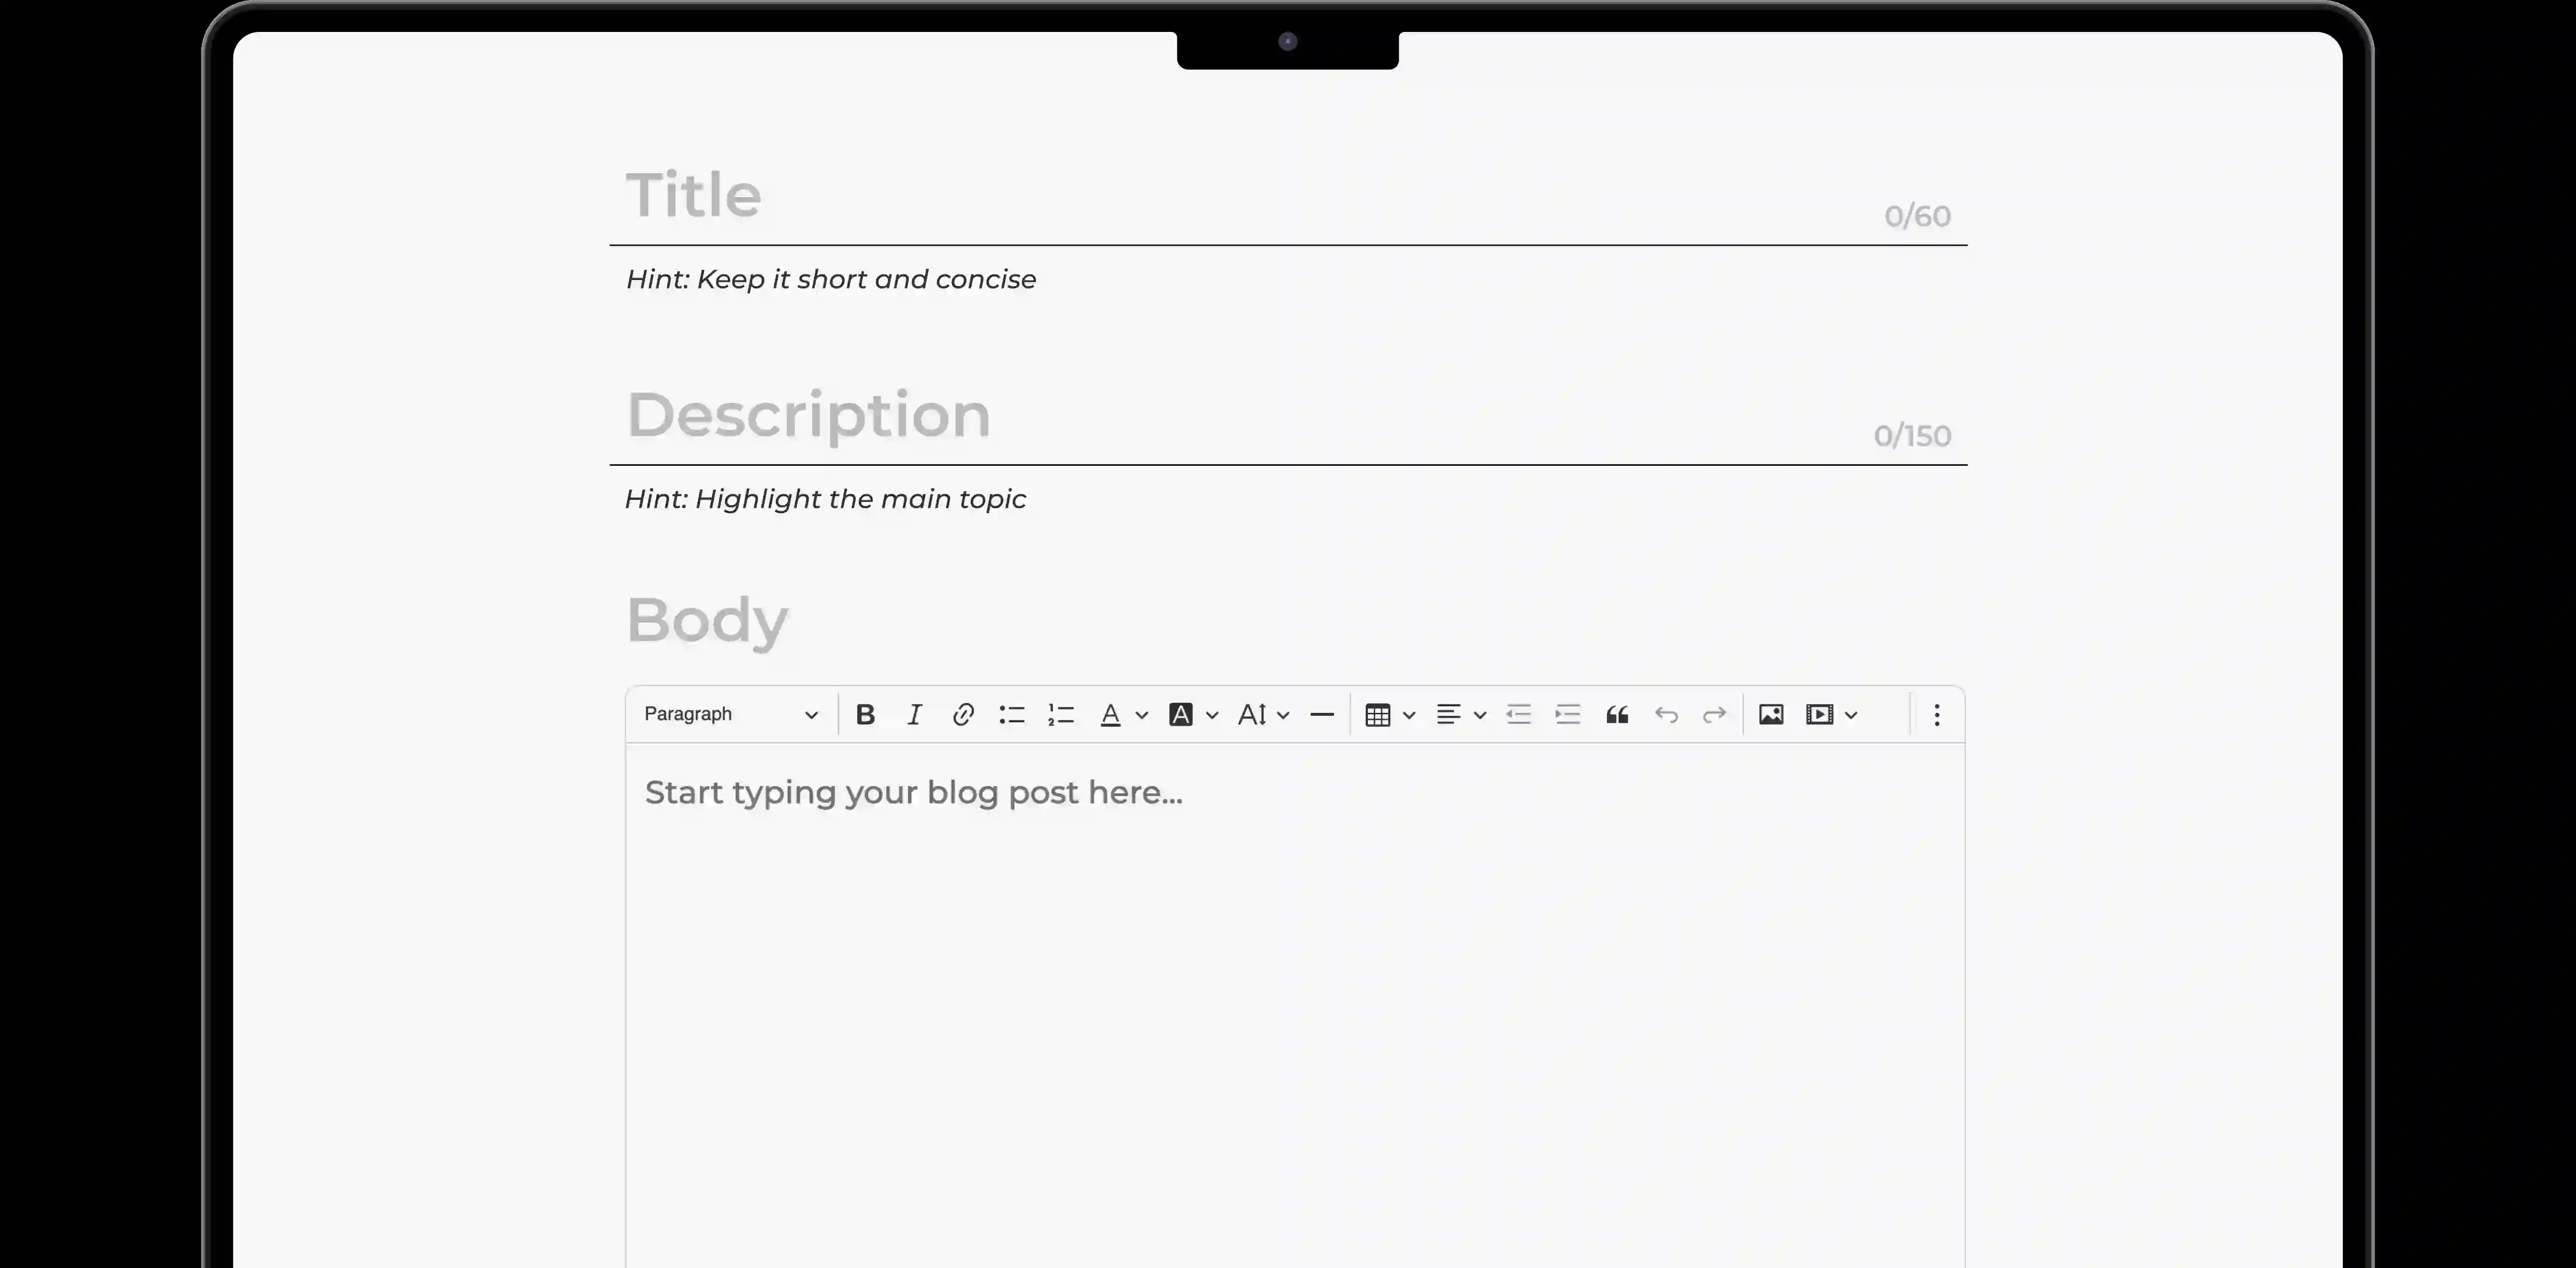 Title
0/60
Hint: Keep it short and concise
Description
0/150
Hint: Highlight the main topic
Body
Paragraph
Start typing your blog post here...